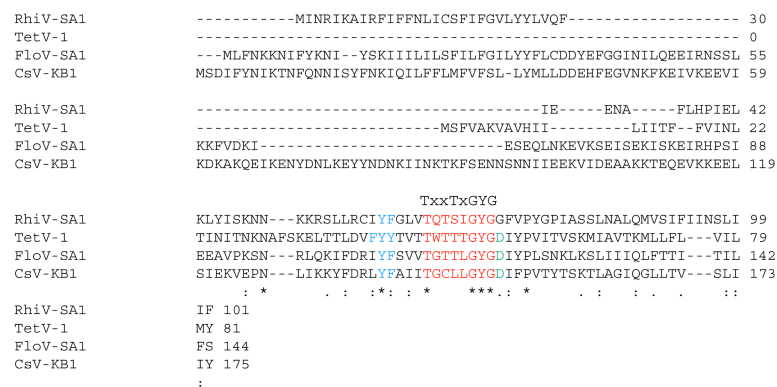 RhiV-SA1 ----------MINRIKAIRFIFFNLICSFIFGVLYYLVQF------------------- 30
TetV-1 ------------------------------------------------------------ 0
FloV-SA1 ---MLFNKKNIFYKNI--YSKIIILILSFILFGILYYFLCDDYEFGGINILQEEIRNSSL 55
CsV-KB1 MSDIFYNIKTNFQNNISYFNKIQILFFLMFVFSL-LYMLLDDEHFEGVNKFKEIVKEEVI 59
RhiV-SA1 -----------------------------------IE-----ENA-----FLHPIEL 42
TetV-1 -------------------------MSFVAKVAVHII---------LIITF--FVINL 22
FloV-SA1 KKFVDKI-------------------------ESEQLNKEVKSEISEKISKEIRHPSI 88
CsV-KB1 KDKAKQEIKENYDNLKEYYNDNKIINKTKFSENNSNNIIEEKVIDEAAKKTEQEVKKEEL 119
TxxTxGYG
RhiV-SA1 KLYISKNN---KKRSLLRCIYFGLVTQTSIGYGGFVPYGPIASSLNALQMVSIFIINSLI 99
TetV-1 TINITNKNAFSKELTTLDVFYYTVTTWTTTGYGDIYPVITVSKMIAVTKMLLFL---VIL 79
FloV-SA1 EEAVPKSN---RLQKIFDRIYFSVVTGTTLGYGDIYPLSNKLKSLIIIQLFTTI---TIL 142
CsV-KB1 SIEKVEPN---LIKKYFDRLYFAIITGCLLGYGDIFPVTYTSKTLAGIQGLLTV---SLI 173
: * . : :*: : * : ***.: * : . : . : ::
RhiV-SA1 IF 101
TetV-1 MY 81
FloV-SA1 FS 144
CsV-KB1 IY 175
: